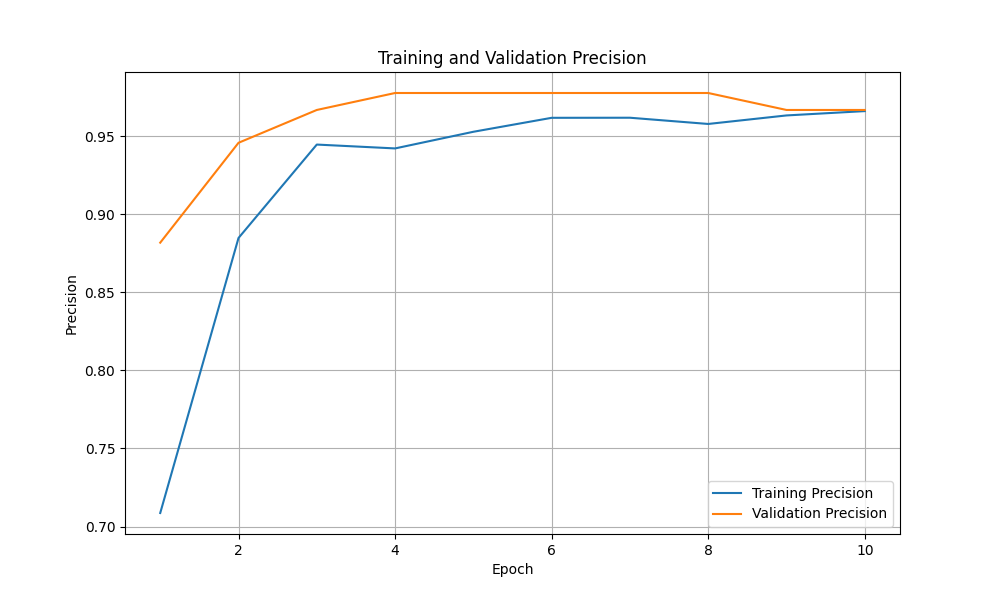 Training and Validation Precision
Precision
0.95
0.90
0.85
0.80
0.75
0.70
Training Precision
Validation Precision
2 4 6 8 10
Epoch